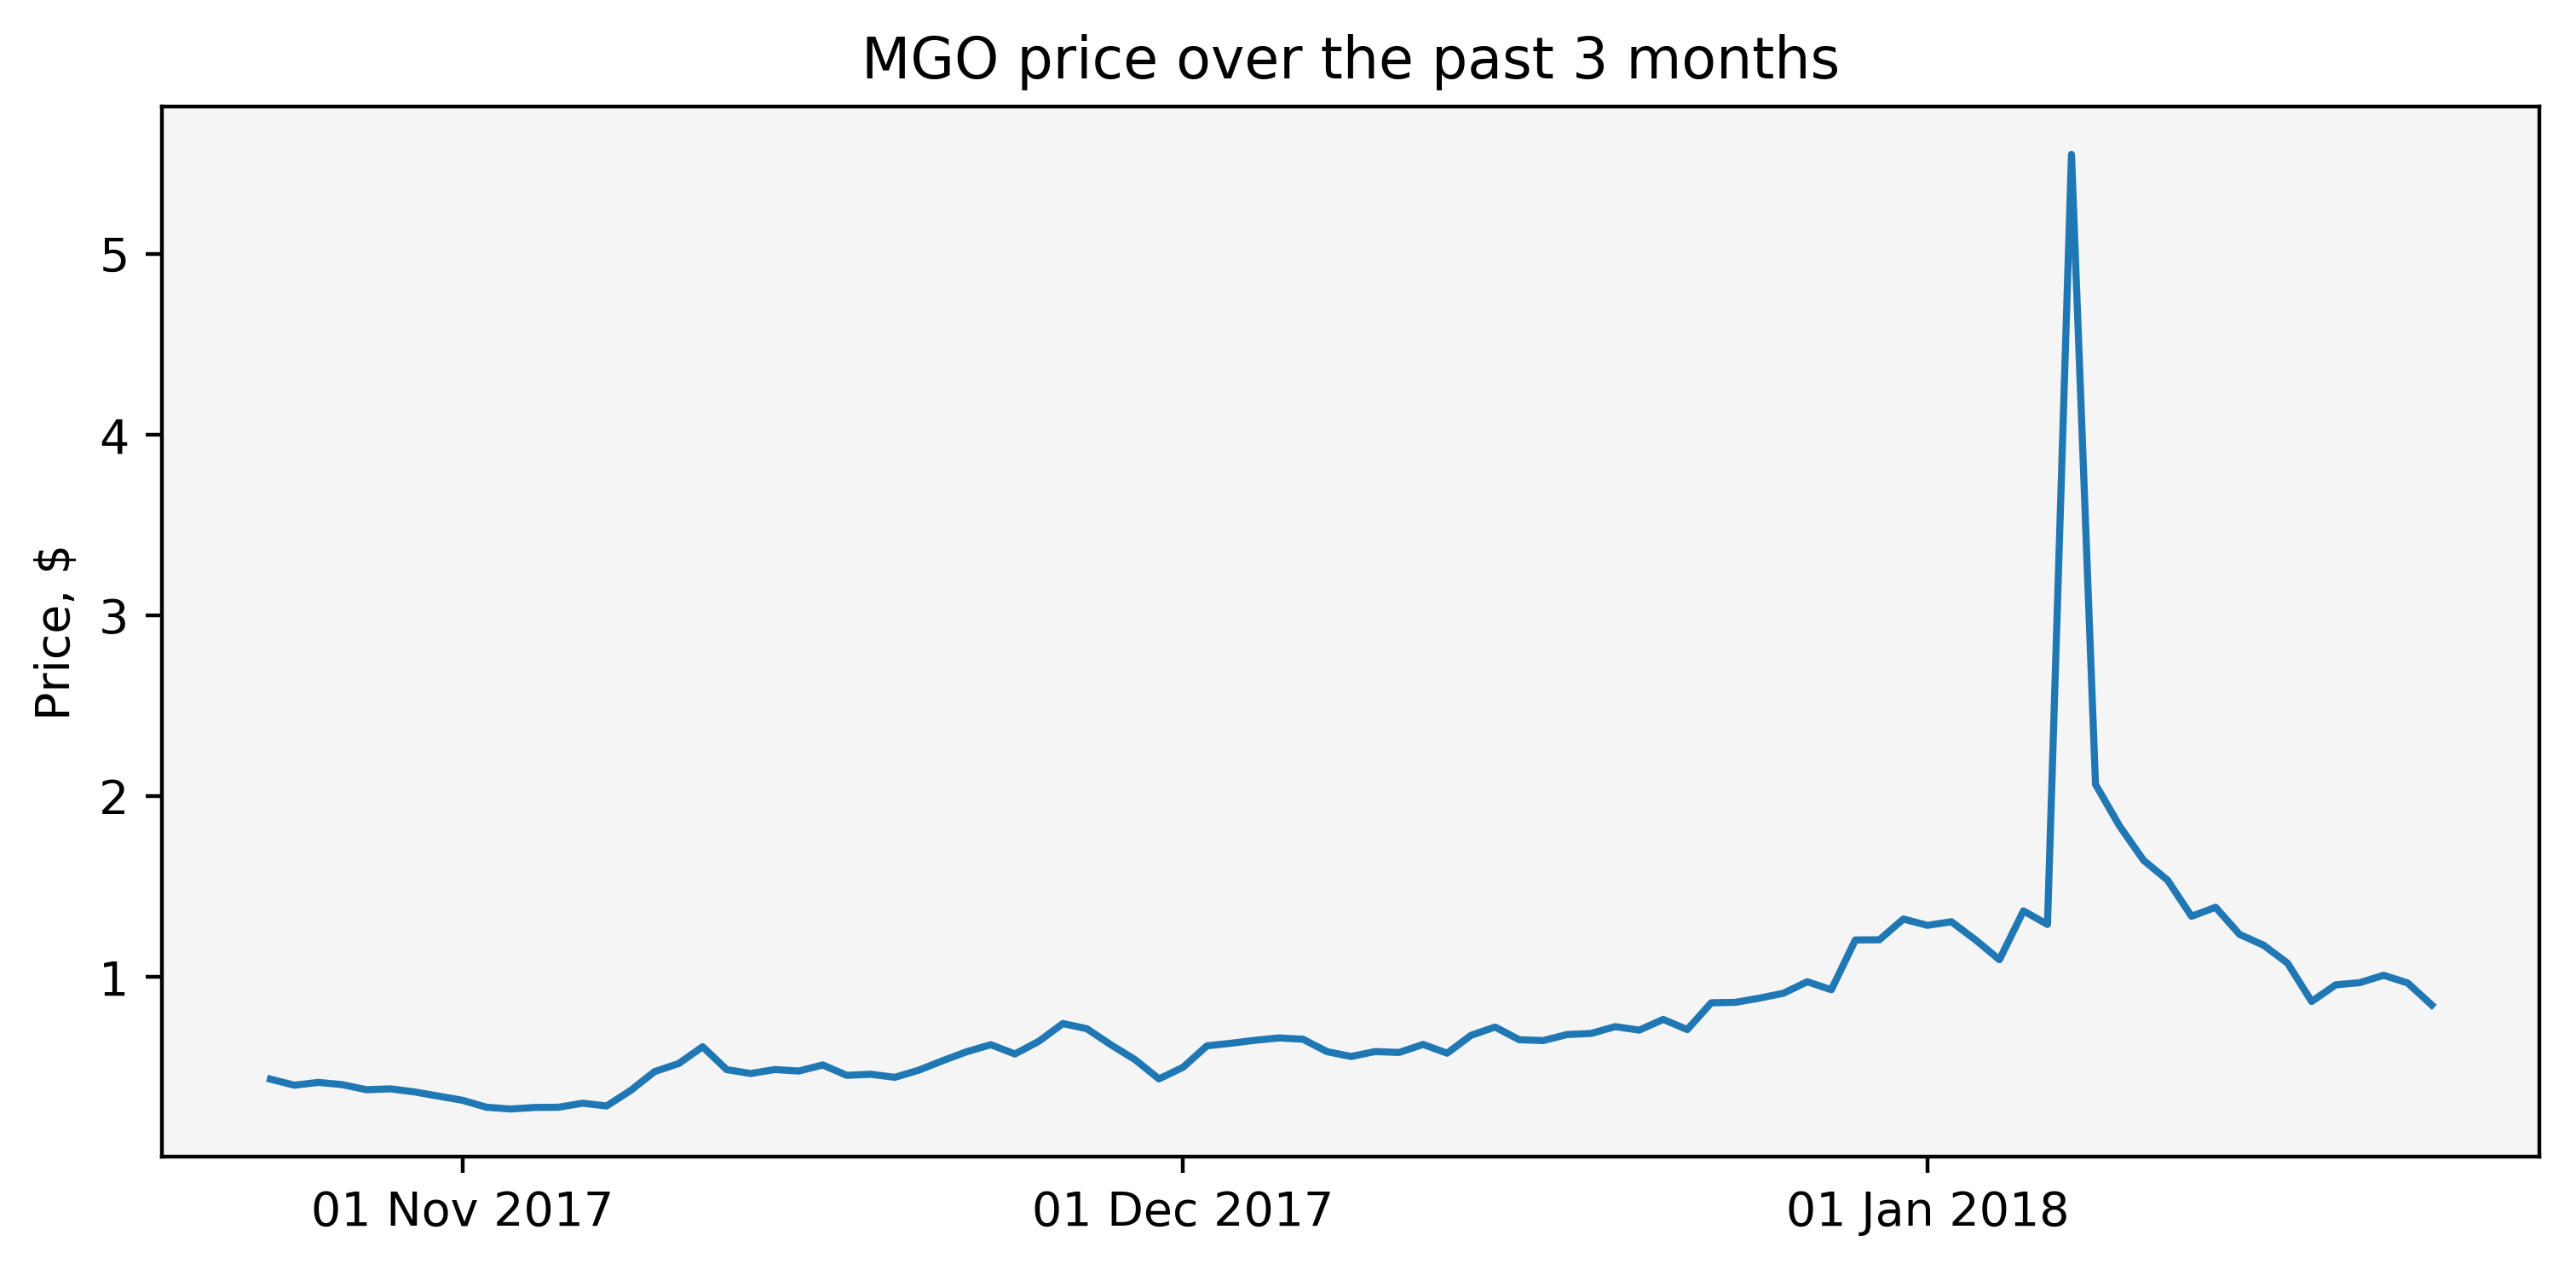 MGO price over the past 3 months
Price, $
5
4
3
2
1
01 Nov 2017
01 Dec 2017
01 Jan 2018